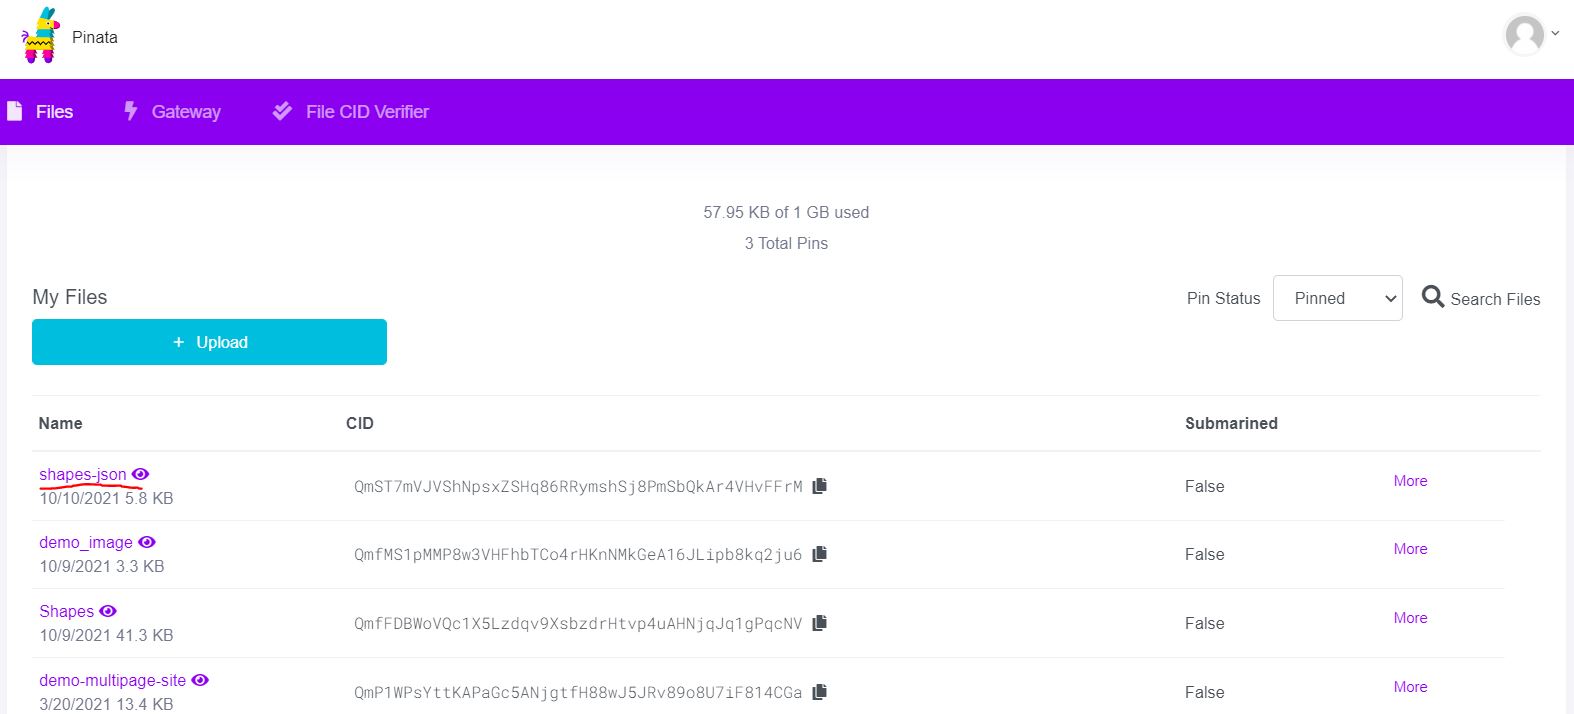 Pinata
Files Gateway File CID Verifier
57.95 KB of 1 GB used
3 Total Pins
My Files
Pin Status Pinned Search Files
+ Upload
Name CID Submarined
shapes-json
10/10/2021 5.8 KB
QmST7mVJVShNpsxZSHq86RRymshSj8PmSbQkAr4VHvFFrM False More
demo_image
10/9/2021 3.3 KB
QmfMS1pMMP8w3VHFhbTCo4rHKnNMkGeA16JLipb8kq2ju6 False More
Shapes
10/9/2021 41.3 KB
QmfFDBWoVQc1X5Lzdqv9XsbzdrHtvp4uAHNjqJq1gPqcNV False More
demo-multipage-site
3/20/2021 13.4 KB
QmP1WPsYttKAPaGc5ANjgtfH88wJ5JRv89o8U7iF814CGa False More